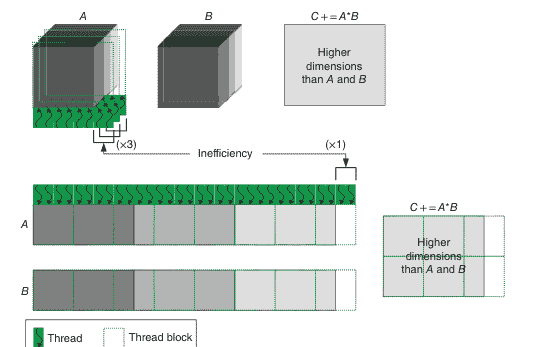 A
B
C+=A*B
Higher
dimensions
than A and B
(×3)
Inefficiency
(×1)
A
C+=A*B
Higher
dimensions
than A and B
B
Thread
Thread block